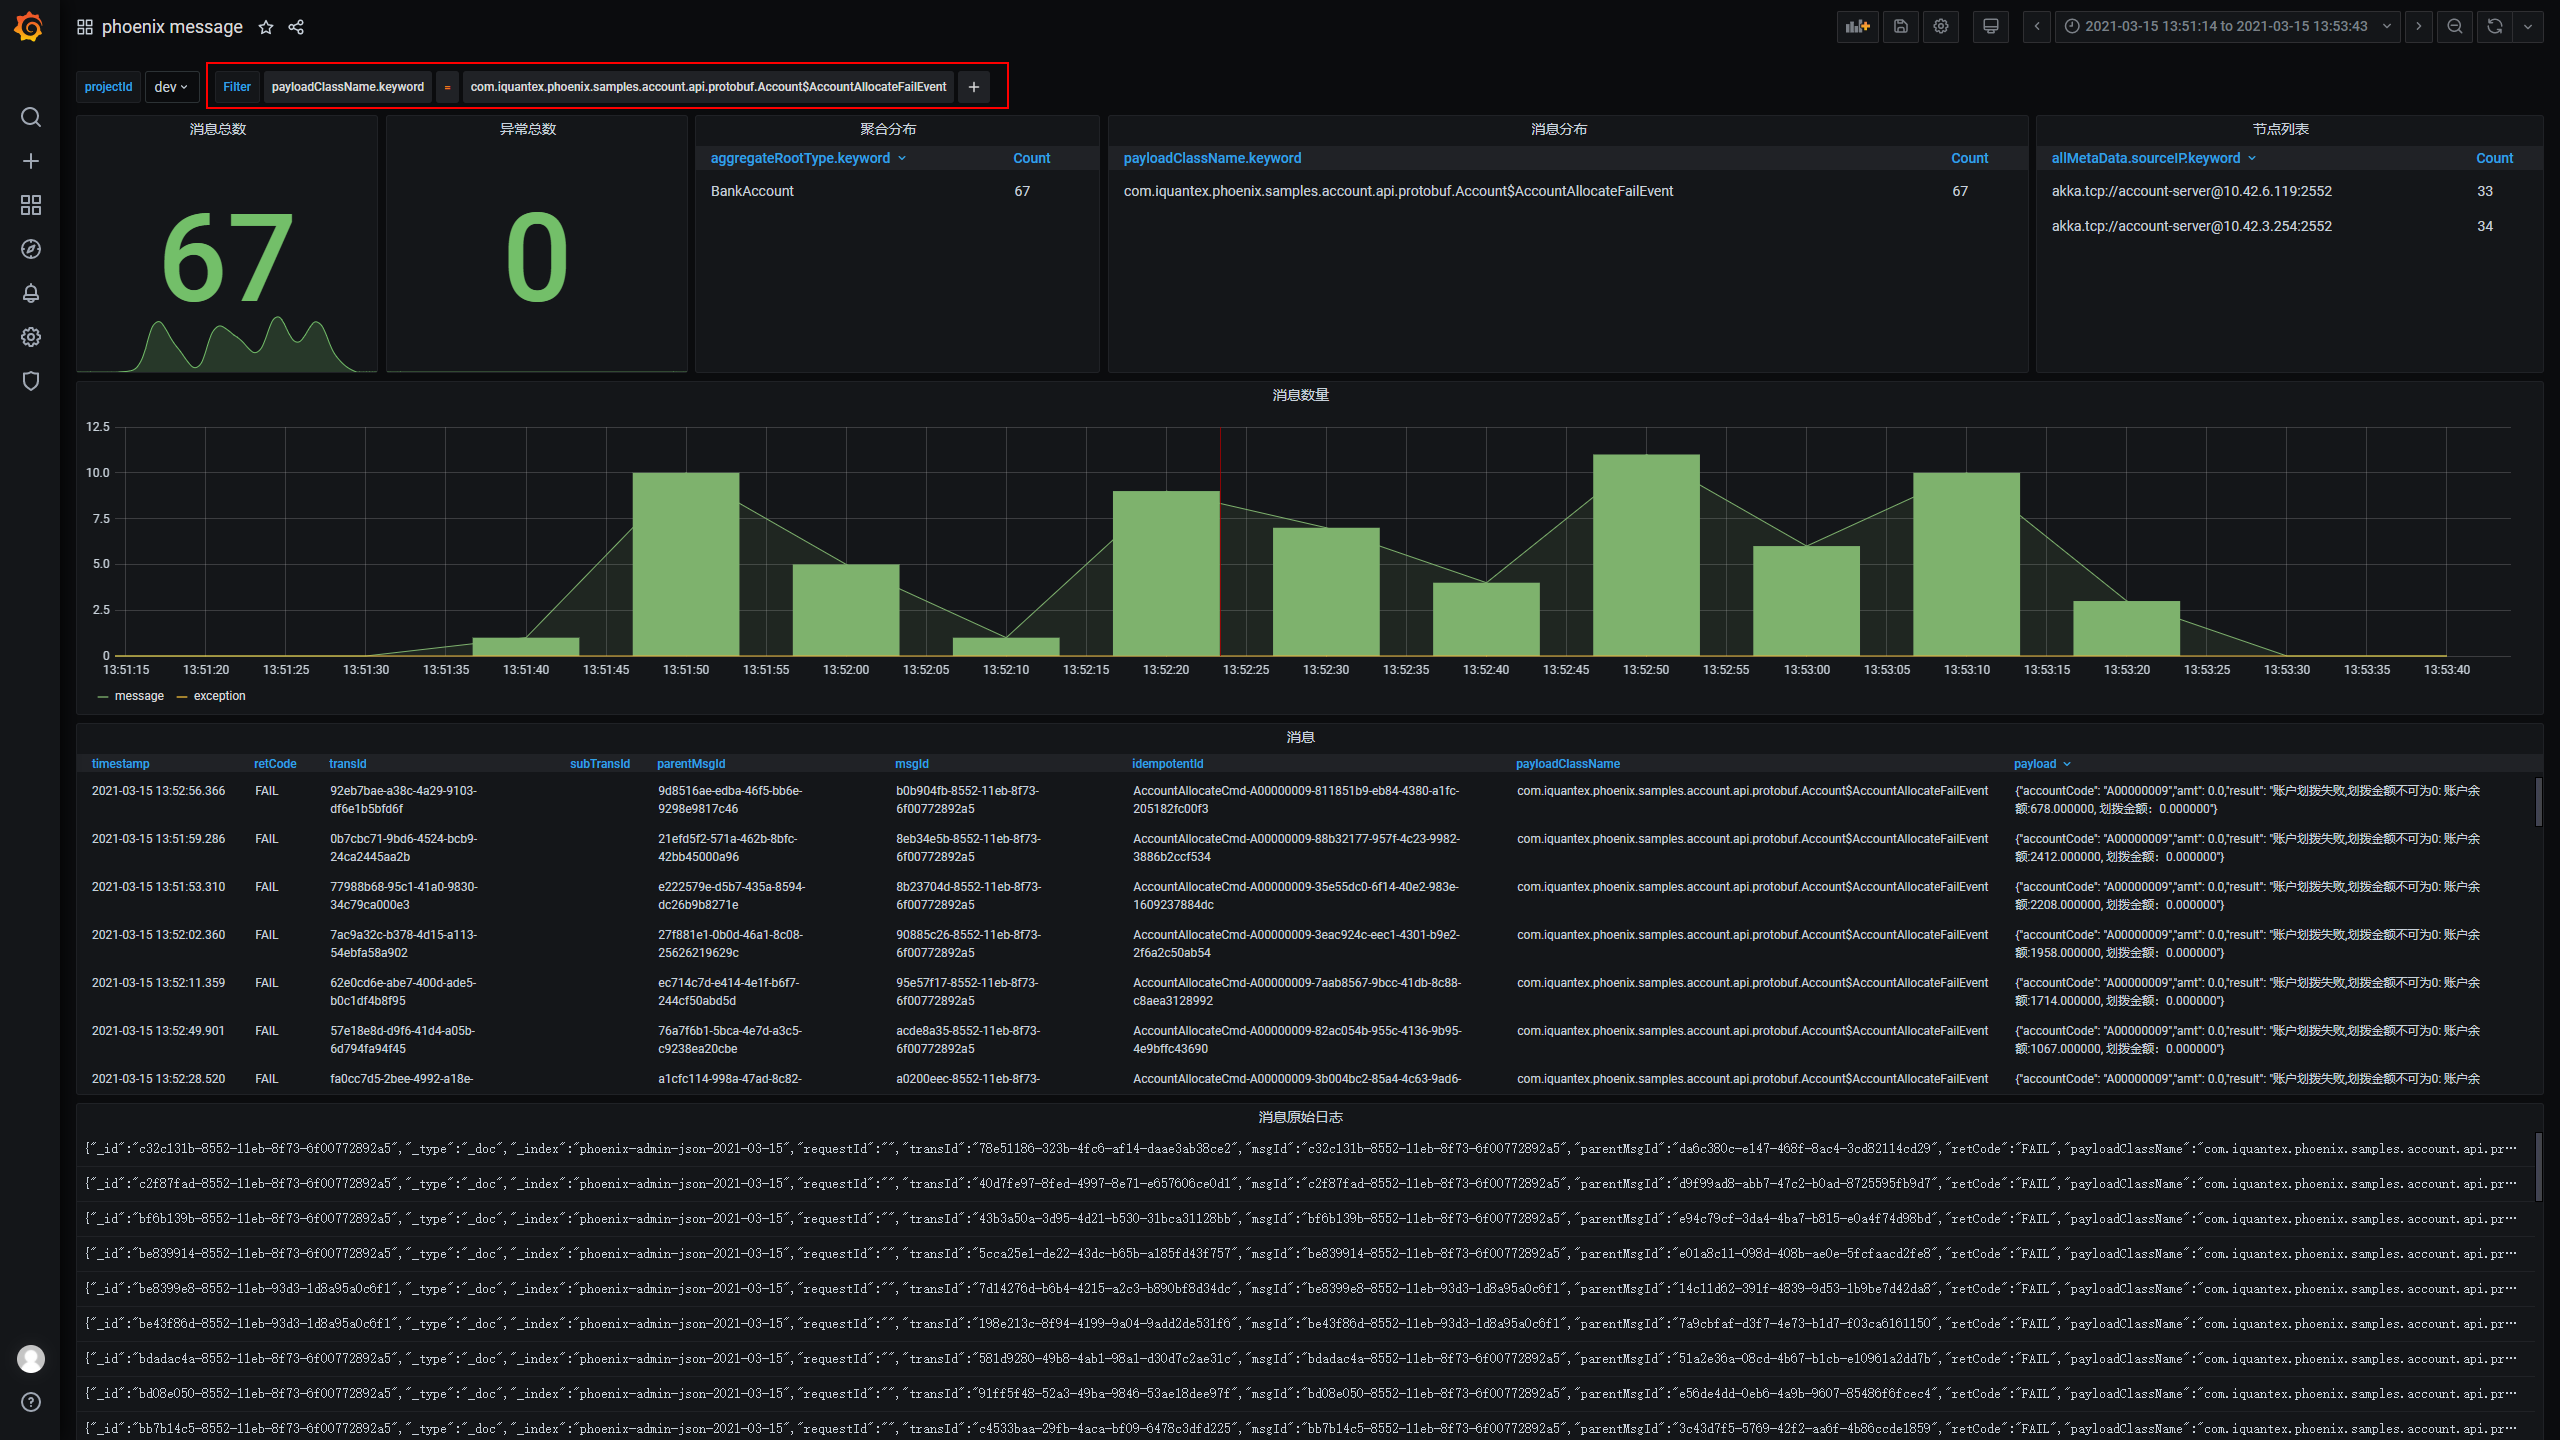 phoenix message
2021-03-15 13:51:14 to 2021-03-15 13:53:43
projectId dev Filter payloadClassName.keyword = com.iquantex.phoenix.samples.account.api.protobuf.Account$AccountAllocateFailEvent +
消息总数
67
异常总数
0
聚合分布
aggregateRootType.keyword Count
BankAccount 67
消息分布
payloadClassName.keyword Count
com.iquantex.phoenix.samples.account.api.protobuf.Account$AccountAllocateFailEvent 67
节点列表
allMetaData.sourceIP.keyword Count
akka.tcp://account-server@10.42.6.119:2552 33
akka.tcp://account-server@10.42.3.254:2552 34
消息数量
12.5
10.0
7.5
5.0
2.5
0
13:51:15 13:51:20 13:51:25 13:51:30 13:51:35 13:51:40 13:51:45 13:51:50 13:51:55 13:52:00 13:52:05 13:52:10 13:52:15 13:52:20 13:52:25 13:52:30 13:52:35 13:52:40 13:52:45 13:52:50 13:52:55 13:53:00 13:53:05 13:53:10 13:53:15 13:53:20 13:53:25 13:53:30 13:53:35 13:53:40
message exception
消息
timestamp retCode transId subTransId parentMsgId msgId idempotentId payloadClassName payload
2021-03-15 13:52:56.366 FAIL 92eb7bae-a38c-4a29-9103- 9d8516ae-edba-46f5-bb6e- b0b904fb-8552-11eb-8f73- AccountAllocateCmd-A00000009-811851b9-eb84-4380-a1fc- com.iquantex.phoenix.samples.account.api.protobuf.Account$AccountAllocateFailEvent {"accountCode": "A00000009","amt": 0.0,"result": "账户划拨失败,划拨金额不可为0: 账户余
df6e1b5bfd6f 9298e9817c46 6f00772892a5 205182fc00f3 额:678.000000, 划拨金额：0.000000"}
2021-03-15 13:51:59.286 FAIL 0b7cbc71-9bd6-4524-bcb9- 21efd5f2-571a-462b-8bfc- 8eb34e5b-8552-11eb-8f73- AccountAllocateCmd-A00000009-88b32177-957f-4c23-9982- com.iquantex.phoenix.samples.account.api.protobuf.Account$AccountAllocateFailEvent {"accountCode": "A00000009","amt": 0.0,"result": "账户划拨失败,划拨金额不可为0: 账户余
24ca2445aa2b 42bb45000a96 6f00772892a5 3886b2ccf534 额:2412.000000, 划拨金额：0.000000"}
2021-03-15 13:51:53.310 FAIL 77988b68-95c1-41a0-9830- e222579e-d5b7-435a-8594- 8b23704d-8552-11eb-8f73- AccountAllocateCmd-A00000009-35e55dc0-6f14-40e2-983e- com.iquantex.phoenix.samples.account.api.protobuf.Account$AccountAllocateFailEvent {"accountCode": "A00000009","amt": 0.0,"result": "账户划拨失败,划拨金额不可为0: 账户余
34c79ca000e3 dc26b9b8271e 6f00772892a5 1609237884dc 额:2208.000000, 划拨金额：0.000000"}
2021-03-15 13:52:02.360 FAIL 7ac9a32c-b378-4d15-a113- 27f881e1-0b0d-46a1-8c08- 90885c26-8552-11eb-8f73- AccountAllocateCmd-A00000009-3eac924c-eec1-4301-b9e2- com.iquantex.phoenix.samples.account.api.protobuf.Account$AccountAllocateFailEvent {"accountCode": "A00000009","amt": 0.0,"result": "账户划拨失败,划拨金额不可为0: 账户余
54ebfa58a902 25626219629c 6f00772892a5 2f6a2c50ab54 额:1958.000000, 划拨金额：0.000000"}
2021-03-15 13:52:11.359 FAIL 62e0cd6e-abe7-400d-ade5- ec714c7d-e414-4e1f-b6f7- 95e57f17-8552-11eb-8f73- AccountAllocateCmd-A00000009-7aab8567-9bcc-41db-8c88- com.iquantex.phoenix.samples.account.api.protobuf.Account$AccountAllocateFailEvent {"accountCode": "A00000009","amt": 0.0,"result": "账户划拨失败,划拨金额不可为0: 账户余
b0c1df4b8f95 244cf50abd5d 6f00772892a5 c8aea3128992 额:1714.000000, 划拨金额：0.000000"}
2021-03-15 13:52:49.901 FAIL 57e18e8d-d9f6-41d4-a05b- 76a7f6b1-5bca-4e7d-a3c5- acde8a35-8552-11eb-8f73- AccountAllocateCmd-A00000009-82ac054b-955c-4136-9b95- com.iquantex.phoenix.samples.account.api.protobuf.Account$AccountAllocateFailEvent {"accountCode": "A00000009","amt": 0.0,"result": "账户划拨失败,划拨金额不可为0: 账户余
6d794fa94f45 c9238ea20cbe 6f00772892a5 4e9bffc43690 额:1067.000000, 划拨金额：0.000000"}
2021-03-15 13:52:28.520 FAIL fa0cc7d5-2bee-4992-a18e- a1cfc114-998a-47ad-8c82- a0200eec-8552-11eb-8f73- AccountAllocateCmd-A00000009-3b004bc2-85a4-4c63-9ad6- com.iquantex.phoenix.samples.account.api.protobuf.Account$AccountAllocateFailEvent {"accountCode": "A00000009","amt": 0.0,"result": "账户划拨失败,划拨金额不可为0: 账户余
消息原始日志
{"_id":"c32c131b-8552-11eb-8f73-6f00772892a5","_type":"_doc","_index":"phoenix-admin-json-2021-03-15","requestId":"","transId":"78e51186-323b-4fc6-af14-daae3ab38ce2","msgId":"c32c131b-8552-11eb-8f73-6f00772892a5","parentMsgId":"da6c380c-e147-468f-8ac4-3cd82114cd29","retCode":"FAIL","payloadClassName":"com.iquantex.phoenix.samples.account.api.pr…
{"_id":"c2f87fad-8552-11eb-8f73-6f00772892a5","_type":"_doc","_index":"phoenix-admin-json-2021-03-15","requestId":"","transId":"40d7fe97-8fed-4997-8e71-e657606ce0d1","msgId":"c2f87fad-8552-11eb-8f73-6f00772892a5","parentMsgId":"d9f99ad8-abb7-47c2-b0ad-8725595fb9d7","retCode":"FAIL","payloadClassName":"com.iquantex.phoenix.samples.account.api.pr…
{"_id":"bf6b139b-8552-11eb-8f73-6f00772892a5","_type":"_doc","_index":"phoenix-admin-json-2021-03-15","requestId":"","transId":"43b3a50a-3d95-4d21-b530-31bca31128bb","msgId":"bf6b139b-8552-11eb-8f73-6f00772892a5","parentMsgId":"e94c79cf-3da4-4ba7-b815-e0a4f74d98bd","retCode":"FAIL","payloadClassName":"com.iquantex.phoenix.samples.account.api.pr…
{"_id":"be839914-8552-11eb-8f73-6f00772892a5","_type":"_doc","_index":"phoenix-admin-json-2021-03-15","requestId":"","transId":"5cca25e1-de22-43dc-b65b-a185fd43f757","msgId":"be839914-8552-11eb-8f73-6f00772892a5","parentMsgId":"e01a8c11-098d-408b-ae0e-5fcfaacd2fe8","retCode":"FAIL","payloadClassName":"com.iquantex.phoenix.samples.account.api.pr…
{"_id":"be8399e8-8552-11eb-93d3-1d8a95a0c6f1","_type":"_doc","_index":"phoenix-admin-json-2021-03-15","requestId":"","transId":"7d14276d-b6b4-4215-a2c3-b890bf8d34dc","msgId":"be8399e8-8552-11eb-93d3-1d8a95a0c6f1","parentMsgId":"14c11d62-391f-4839-9d53-1b9be7d42da8","retCode":"FAIL","payloadClassName":"com.iquantex.phoenix.samples.account.api.pr…
{"_id":"be43f86d-8552-11eb-93d3-1d8a95a0c6f1","_type":"_doc","_index":"phoenix-admin-json-2021-03-15","requestId":"","transId":"198e213c-8f94-4199-9a04-9add2de531f6","msgId":"be43f86d-8552-11eb-93d3-1d8a95a0c6f1","parentMsgId":"7a9cbfaf-d3f7-4e73-b1d7-f03ca6161150","retCode":"FAIL","payloadClassName":"com.iquantex.phoenix.samples.account.api.pr…
{"_id":"bdadac4a-8552-11eb-8f73-6f00772892a5","_type":"_doc","_index":"phoenix-admin-json-2021-03-15","requestId":"","transId":"581d9280-49b8-4ab1-98a1-d30d7c2ae31c","msgId":"bdadac4a-8552-11eb-8f73-6f00772892a5","parentMsgId":"51a2e36a-08cd-4b67-b1cb-e10961a2dd7b","retCode":"FAIL","payloadClassName":"com.iquantex.phoenix.samples.account.api.pr…
{"_id":"bd08e050-8552-11eb-8f73-6f00772892a5","_type":"_doc","_index":"phoenix-admin-json-2021-03-15","requestId":"","transId":"91ff5f48-52a3-49ba-9846-53ae18dee97f","msgId":"bd08e050-8552-11eb-8f73-6f00772892a5","parentMsgId":"e56de4dd-0eb6-4a9b-9607-85486f6fcec4","retCode":"FAIL","payloadClassName":"com.iquantex.phoenix.samples.account.api.pr…
{"_id":"bb7b14c5-8552-11eb-8f73-6f00772892a5","_type":"_doc","_index":"phoenix-admin-json-2021-03-15","requestId":"","transId":"c4533baa-29fb-4aca-bf09-6478c3dfd225","msgId":"bb7b14c5-8552-11eb-8f73-6f00772892a5","parentMsgId":"3c43d7f5-5769-42f2-aa6f-4b86ccde1859","retCode":"FAIL","payloadClassName":"com.iquantex.phoenix.samples.account.api.pr…